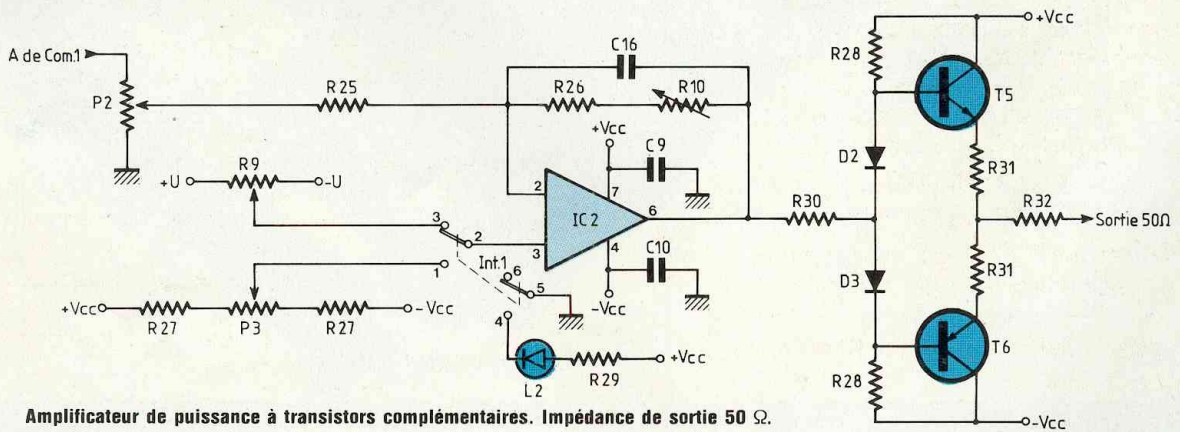 A de Com.1
P2
R25
C16
R26
R10
+Vcc
C9
R9
+U
-U
2
7
IC2
6
3
4
C10
-Vcc
3
2
1
Int.1
6
5
4
+Vcc
R27
P3
R27
-Vcc
L2
R29
+Vcc
R30
R28
D2
D3
R28
+Vcc
T5
R31
R32
Sortie 50Ω
R31
T6
-Vcc
Amplificateur de puissance à transistors complémentaires. Impédance de sortie 50 Ω.